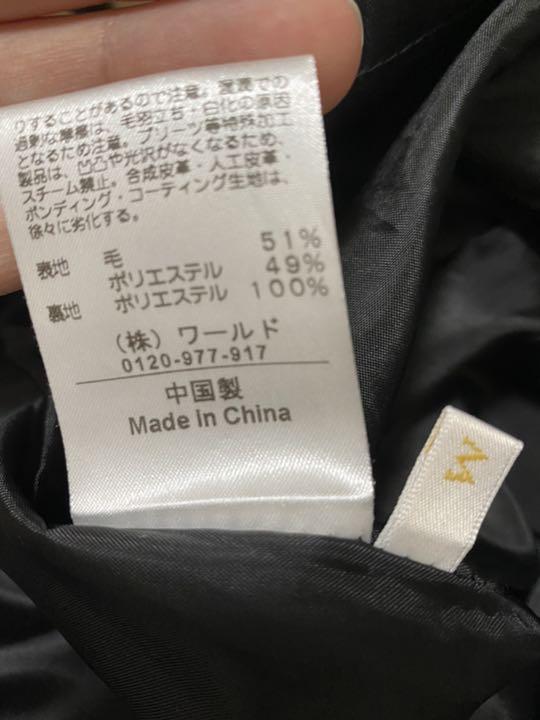 りすることがあるので注意。湿潤での
過剰な摩擦は、毛羽立ち・白化の原因
となるため注意。プリーツ等特殊加工
製品は、凹凸や光沢がなくなるため、
スチーム禁止。合成皮革・人工皮革・
ボンディング・コーティング生地は、
徐々に劣化する。
表地 毛 51%
ポリエステル 49%
裏地 ポリエステル 100%
(株) ワールド
0120-977-917
中国製
Made in China
M